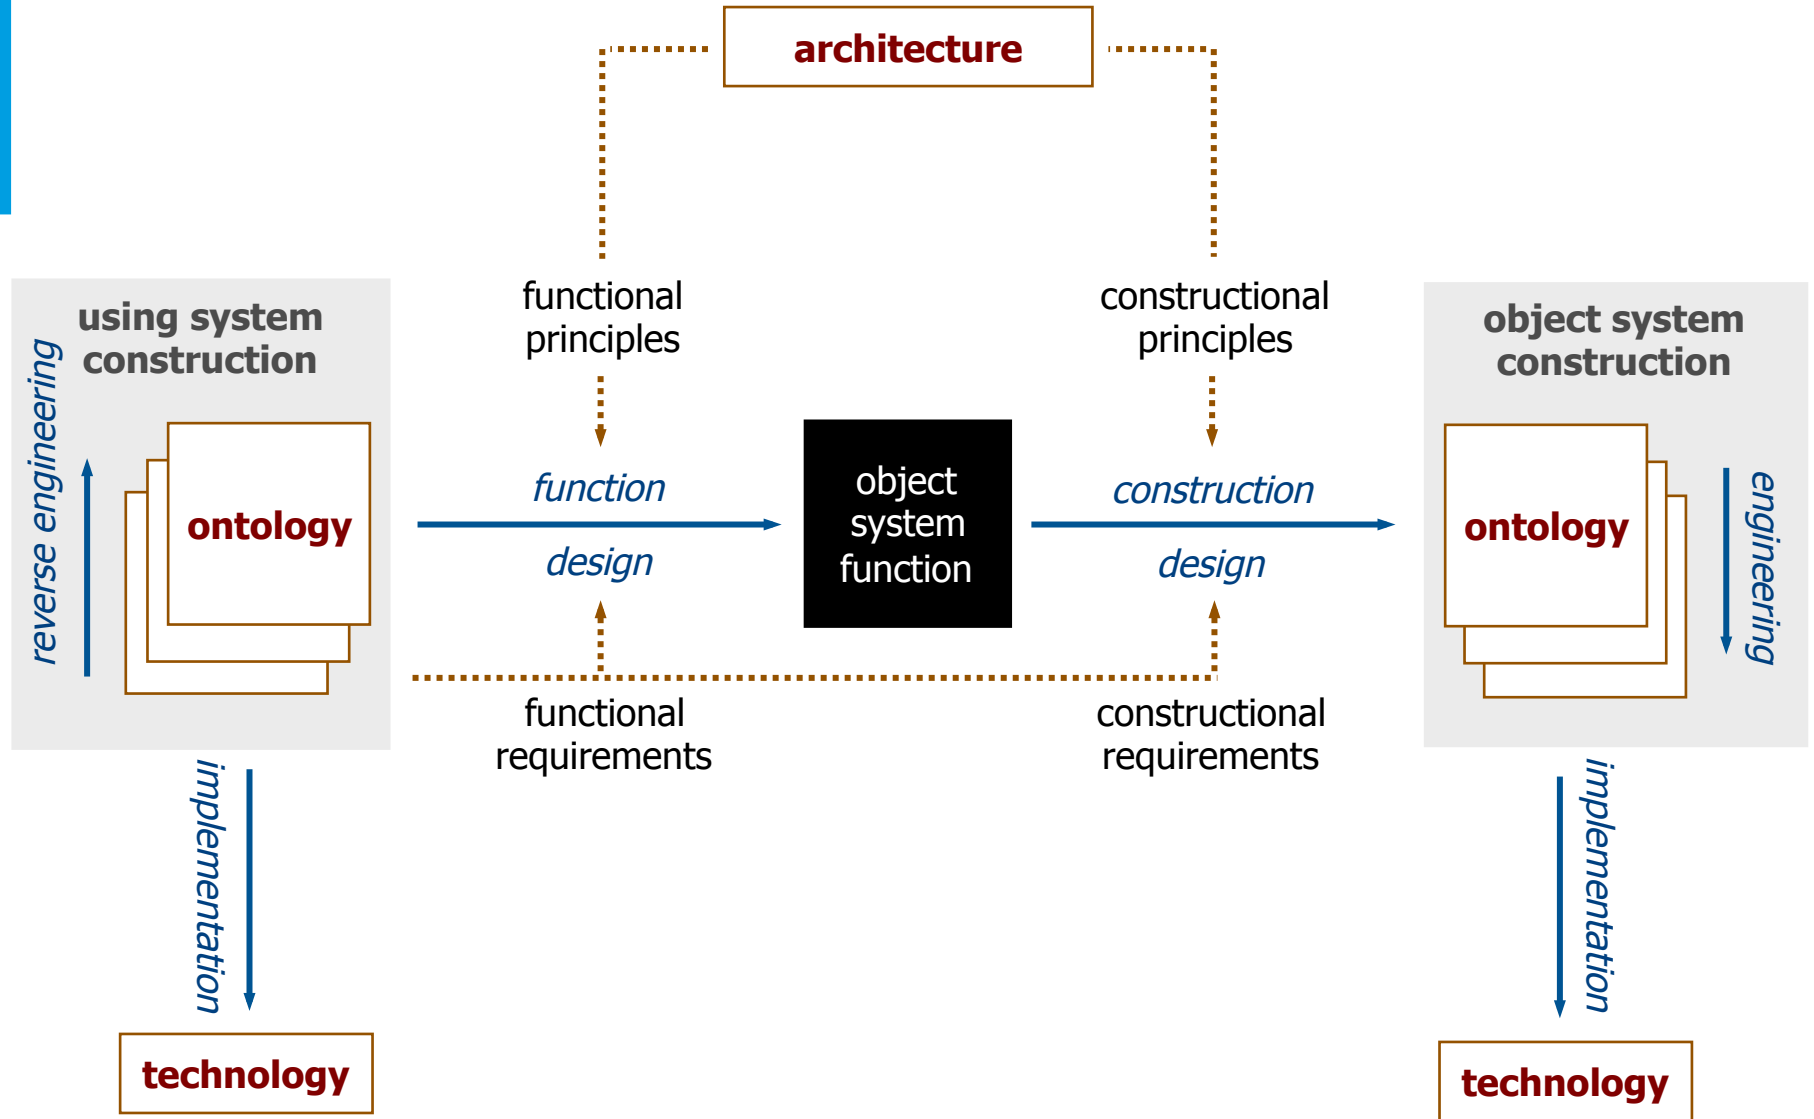 architecture
functional
principles
constructional
principles
using system
construction
object system
construction
reverse engineering
ontology
function
design
object
system
function
construction
design
ontology
engineering
functional
requirements
constructional
requirements
implementation
implementation
technology
technology